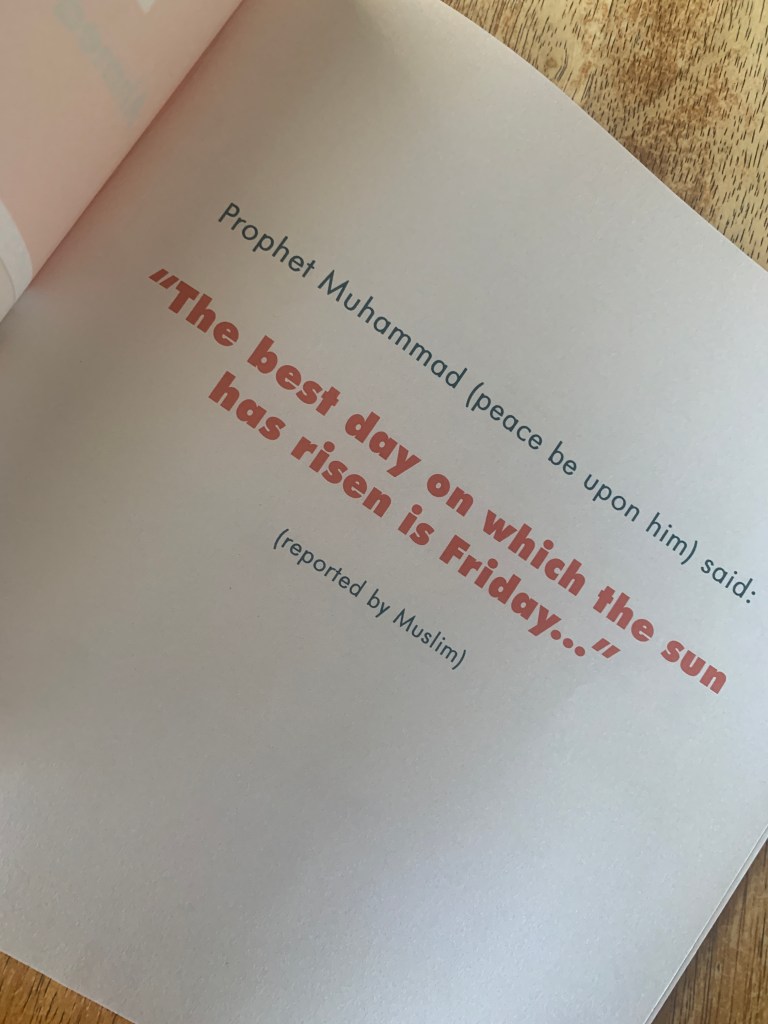 Prophet Muhammad (peace be upon him) said:
“The best day on which the sun
has risen is Friday...”
(reported by Muslim)